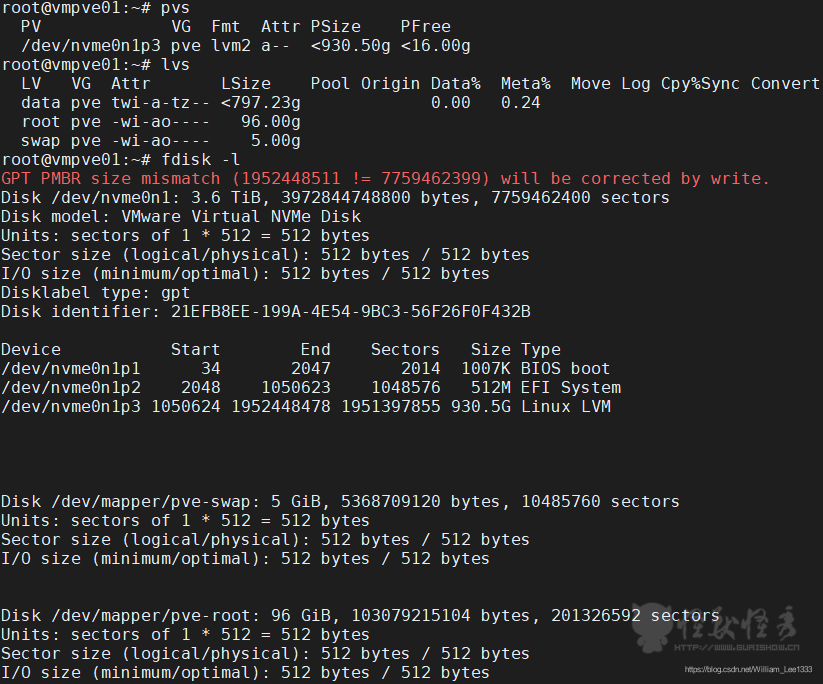 root@vmpve01:~# pvs
  PV             VG  Fmt  Attr PSize    PFree
  /dev/nvme0n1p3 pve lvm2 a--  <930.50g <16.00g
root@vmpve01:~# lvs
  LV   VG  Attr       LSize    Pool Origin Data%  Meta%  Move Log Cpy%Sync Convert
  data pve twi-a-tz-- <797.23g             0.00   0.24
  root pve -wi-ao----   96.00g
  swap pve -wi-ao----    5.00g
root@vmpve01:~# fdisk -l
GPT PMBR size mismatch (1952448511 != 7759462399) will be corrected by write.
Disk /dev/nvme0n1: 3.6 TiB, 3972844748800 bytes, 7759462400 sectors
Disk model: VMware Virtual NVMe Disk
Units: sectors of 1 * 512 = 512 bytes
Sector size (logical/physical): 512 bytes / 512 bytes
I/O size (minimum/optimal): 512 bytes / 512 bytes
Disklabel type: gpt
Disk identifier: 21EFB8EE-199A-4E54-9BC3-56F26F0F432B
Device           Start        End    Sectors   Size Type
/dev/nvme0n1p1      34       2047       2014  1007K BIOS boot
/dev/nvme0n1p2    2048    1050623    1048576   512M EFI System
/dev/nvme0n1p3 1050624 1952448478 1951397855 930.5G Linux LVM
Disk /dev/mapper/pve-swap: 5 GiB, 5368709120 bytes, 10485760 sectors
Units: sectors of 1 * 512 = 512 bytes
Sector size (logical/physical): 512 bytes / 512 bytes
I/O size (minimum/optimal): 512 bytes / 512 bytes
Disk /dev/mapper/pve-root: 96 GiB, 103079215104 bytes, 201326592 sectors
Units: sectors of 1 * 512 = 512 bytes
Sector size (logical/physical): 512 bytes / 512 bytes
I/O size (minimum/optimal): 512 bytes / 512 bytes
怪兽怪秀
HTTP://WWW.GURISHOW.CN
https://blog.csdn.net/William_Lee1333